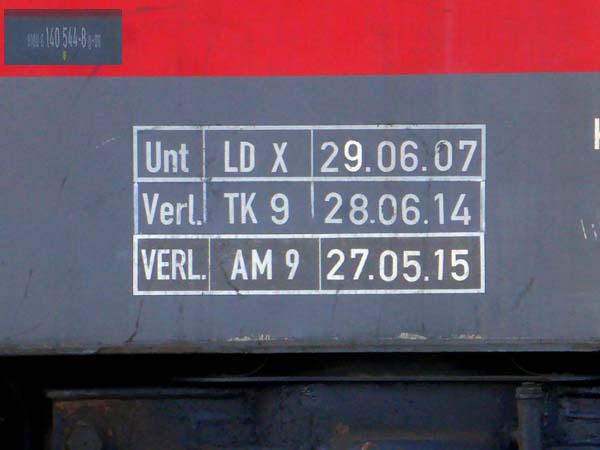 140 544-8
Unt LD X 29.06.07
Verl. TK 9 28.06.14
VERL. AM 9 27.05.15